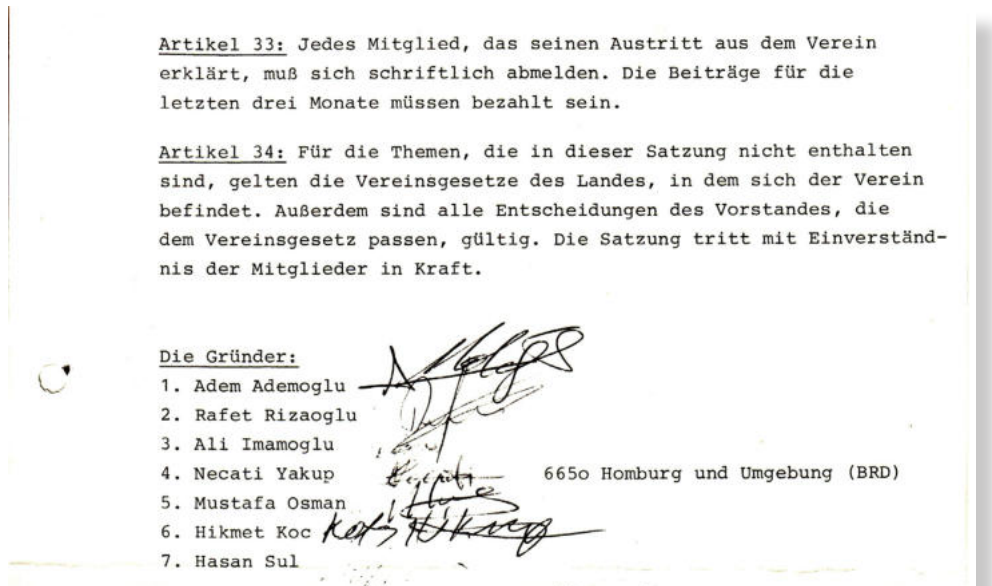 Artikel 33: Jedes Mitglied, das seinen Austritt aus dem Verein
erklärt, muß sich schriftlich abmelden. Die Beiträge für die
letzten drei Monate müssen bezahlt sein.
Artikel 34: Für die Themen, die in dieser Satzung nicht enthalten
sind, gelten die Vereinsgesetze des Landes, in dem sich der Verein
befindet. Außerdem sind alle Entscheidungen des Vorstandes, die
dem Vereinsgesetz passen, gültig. Die Satzung tritt mit Einverständ-
nis der Mitglieder in Kraft.
Die Gründer:
1. Adem Ademoglu
2. Rafet Rizaoglu
3. Ali Imamoglu
4. Necati Yakup 665o Homburg und Umgebung (BRD)
5. Mustafa Osman
6. Hikmet Koc
7. Hasan Sul